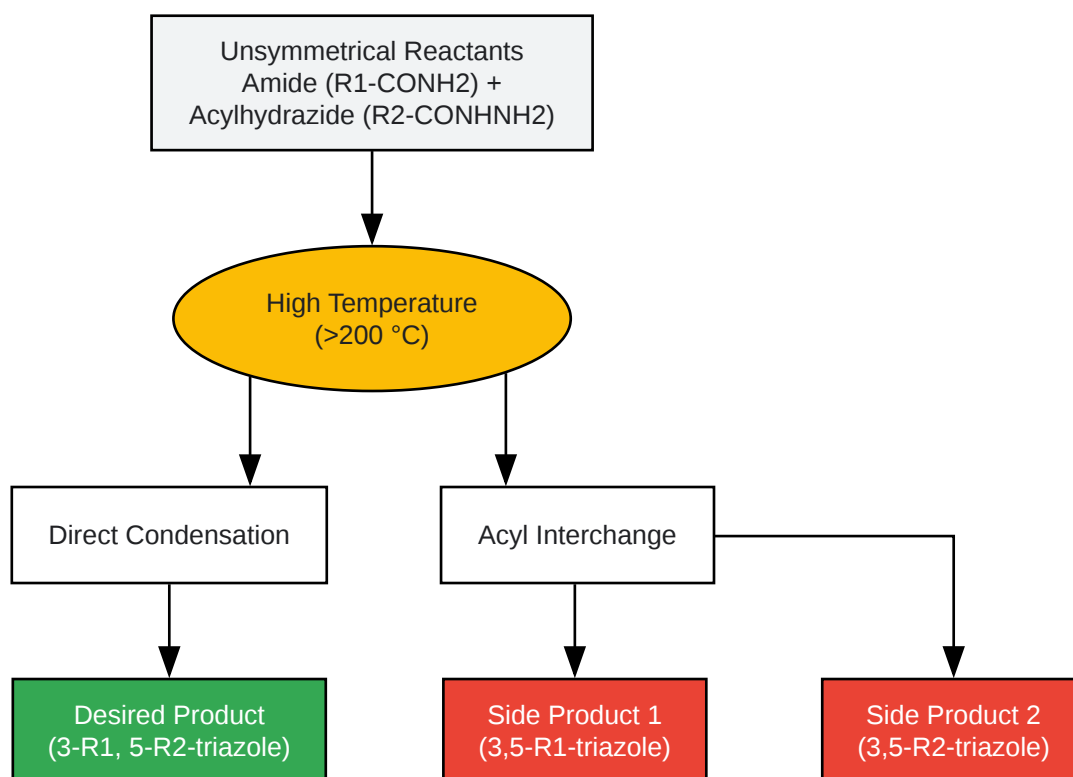 Unsymmetrical Reactants
Amide (R1-CONH2) +
Acylhydrazide (R2-CONHNH2)
High Temperature
(>200 °C)
Direct Condensation
Acyl Interchange
Desired Product
(3-R1, 5-R2-triazole)
Side Product 1
(3,5-R1-triazole)
Side Product 2
(3,5-R2-triazole)